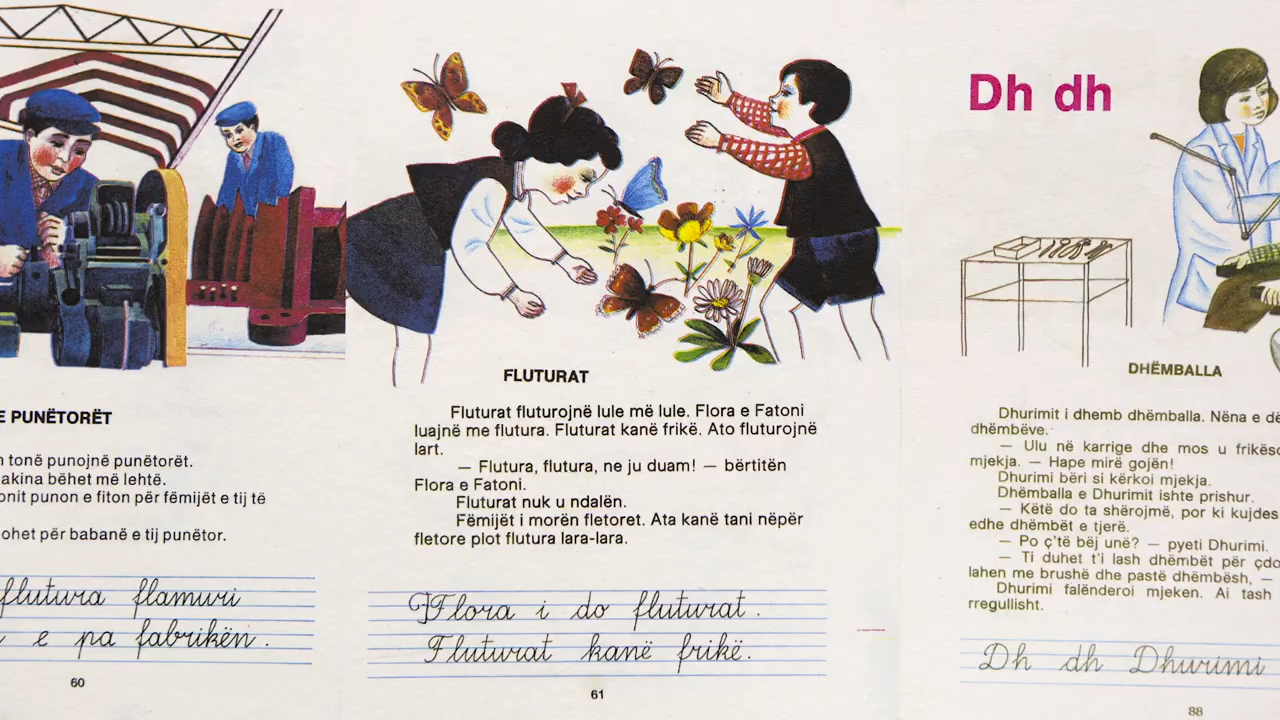 E PUNËTORËT
tonë punojnë punëtorët.
akina bëhet më lehtë.
onit punon e fiton për fëmijët e tij të
ohet për babanë e tij punëtor.
flutura flamuri
e pa fabrikën.
60
FLUTURAT
Fluturat fluturojnë lule më lule. Flora e Fatoni
luajnë me flutura. Fluturat kanë frikë. Ato fluturojnë
lart.
— Flutura, flutura, ne ju duam! — bërtitën
Flora e Fatoni.
Fluturat nuk u ndalën.
Fëmijët i morën fletoret. Ata kanë tani nëpër
fletore plot flutura lara-lara.
Flora i do fluturat.
Fluturat kanë frikë.
61
Dh dh
DHËMBALLA
Dhurimit i dhemb dhëmballa. Nëna e dë
dhëmbëve.
— Ulu në karrige dhe mos u frikëso
mjekja. — Hape mirë gojën!
Dhurimi bëri si kërkoi mjekja.
Dhëmballa e Dhurimit ishte prishur.
— Këtë do ta shërojmë, por ki kujdes
edhe dhëmbët e tjerë.
— Po ç'të bëj unë? — pyeti Dhurimi.
— Ti duhet t'i lash dhëmbët për çdo
lahen me brushë dhe pastë dhëmbësh, —
Dhurimi falënderoi mjeken. Ai tash
rregullisht.
Dh dh Dhurimi
88